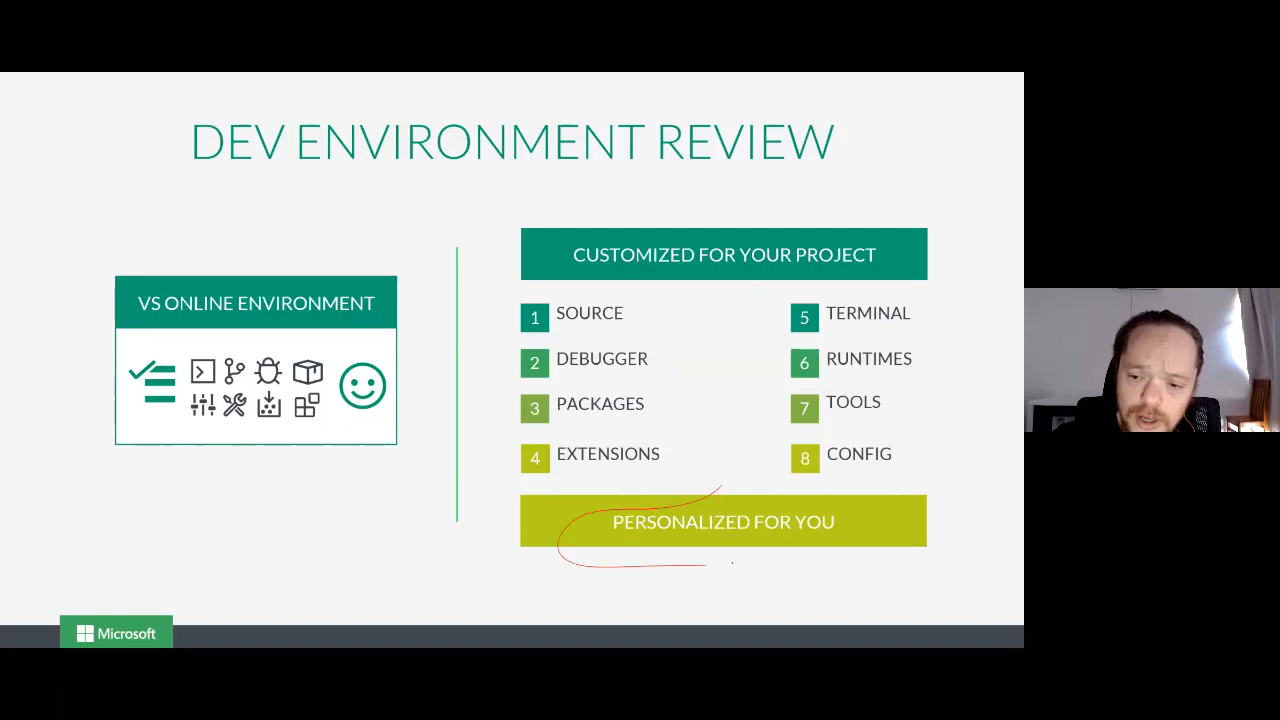 DEV ENVIRONMENT REVIEW
VS ONLINE ENVIRONMENT
CUSTOMIZED FOR YOUR PROJECT
1 SOURCE
2 DEBUGGER
3 PACKAGES
4 EXTENSIONS
5 TERMINAL
6 RUNTIMES
7 TOOLS
8 CONFIG
PERSONALIZED FOR YOU
Microsoft